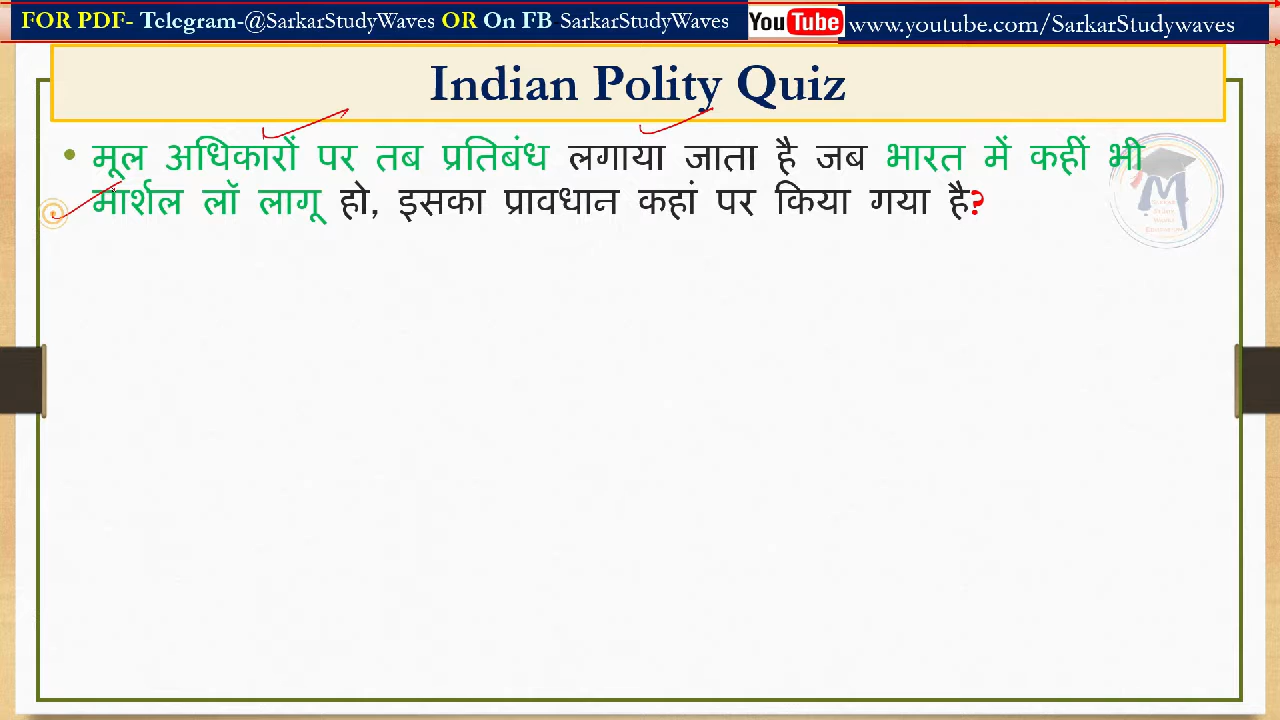 FOR PDF- Telegram-@SarkarStudyWaves OR On FB-SarkarStudyWaves YouTube www.youtube.com/SarkarStudywaves
Indian Polity Quiz
• मूल अधिकारों पर तब प्रतिबंध लगाया जाता है जब भारत में कहीं भी
मार्शल लॉ लागू हो, इसका प्रावधान कहां पर किया गया है?